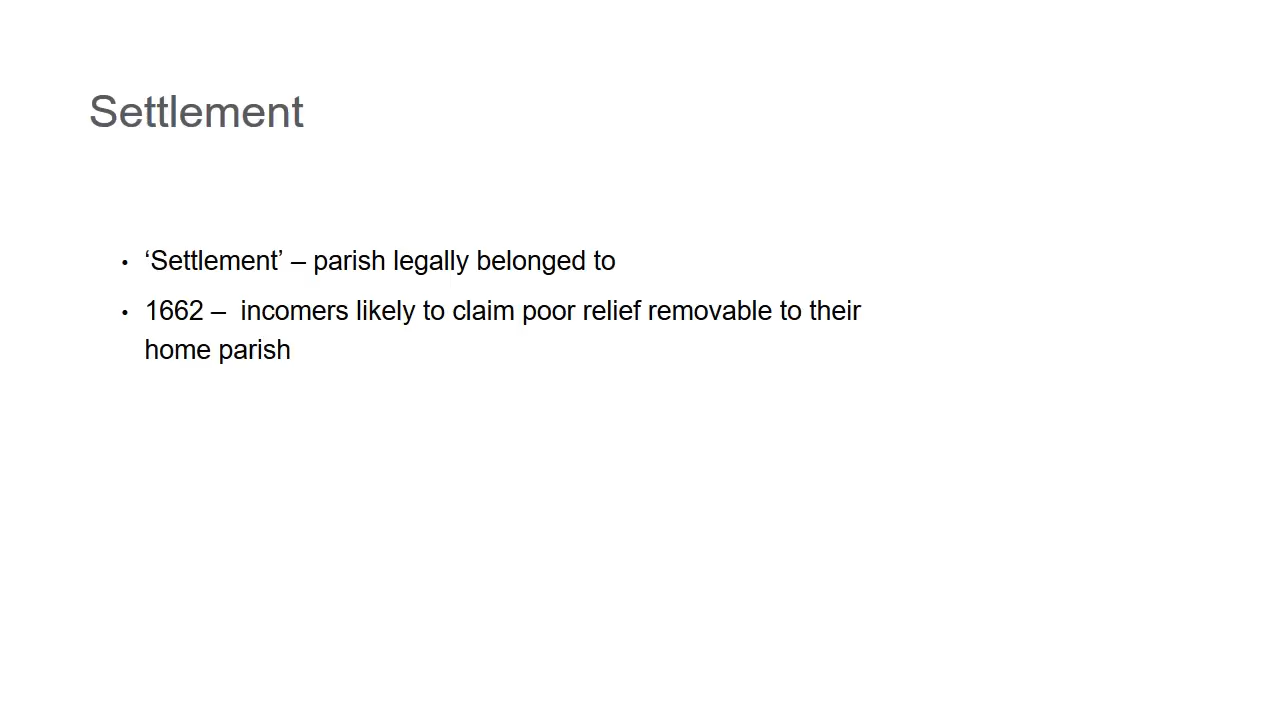 Settlement
• ‘Settlement’ – parish legally belonged to
• 1662 –  incomers likely to claim poor relief removable to their
home parish